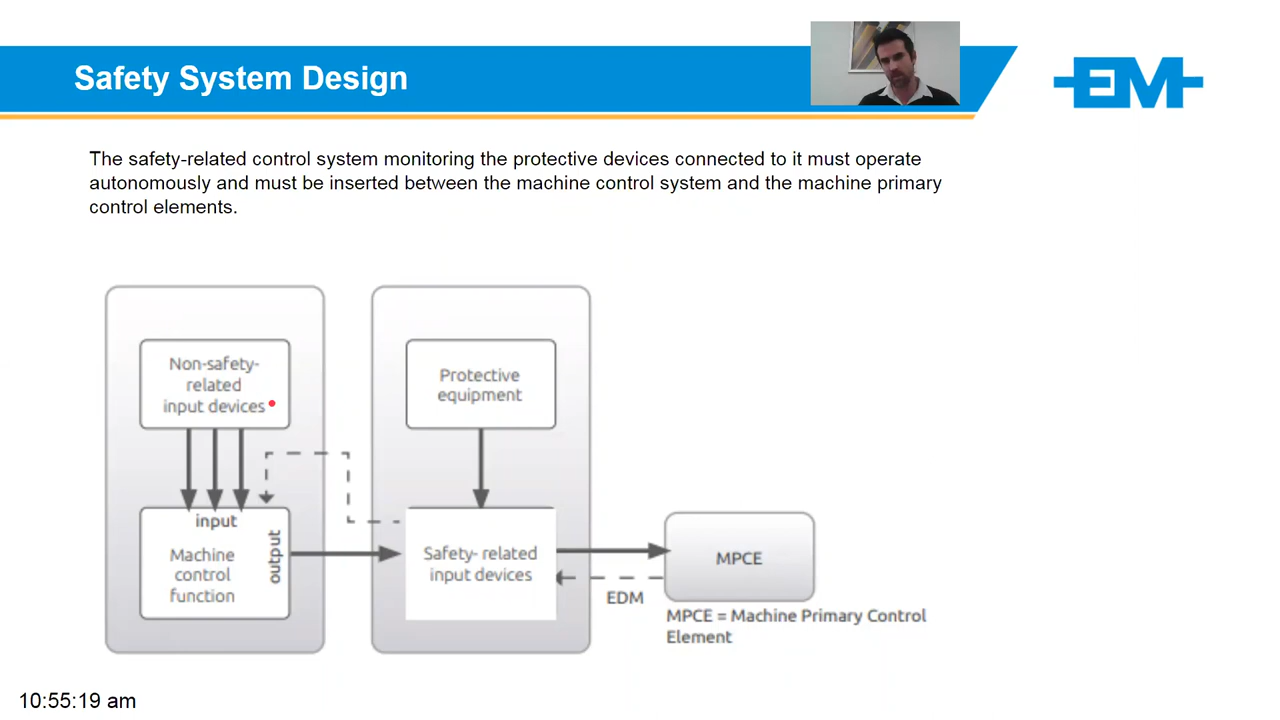 Safety System Design
EM
The safety-related control system monitoring the protective devices connected to it must operate
autonomously and must be inserted between the machine control system and the machine primary
control elements.
Non-safety-
related
input devices
Protective
equipment
input
Machine
control
function
output
Safety- related
input devices
MPCE
EDM
MPCE = Machine Primary Control
Element
10:55:19 am